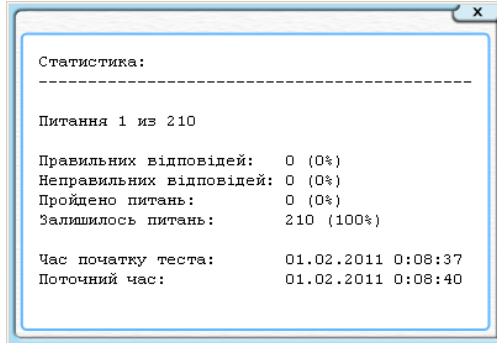 x
Статистика:
--------------------------------------------
Питання 1 из 210
Правильних відповідей: 0 (0%)
Неправильних відповідей: 0 (0%)
Пройдено питань: 0 (0%)
Залишилось питань: 210 (100%)
Час початку теста: 01.02.2011 0:08:37
Поточний час: 01.02.2011 0:08:40